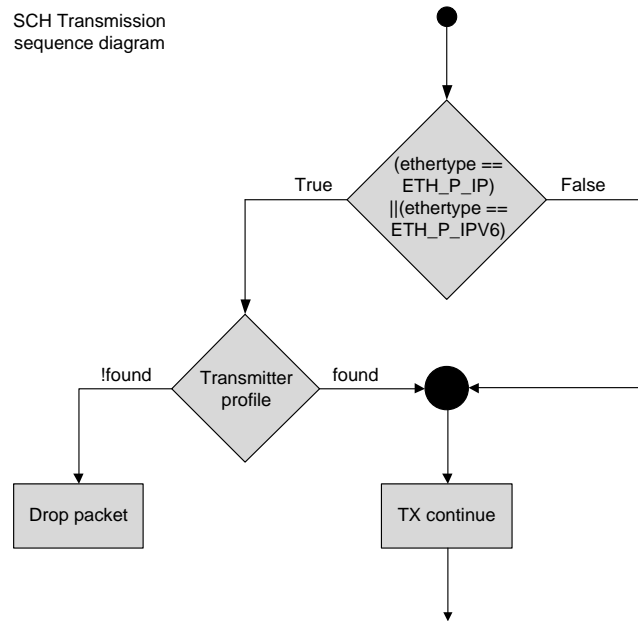 SCH Transmission
sequence diagram
(ethertype ==
ETH_P_IP)
||(ethertype ==
ETH_P_IPV6)
True
False
!found
Transmitter
profile
found
Drop packet
TX continue